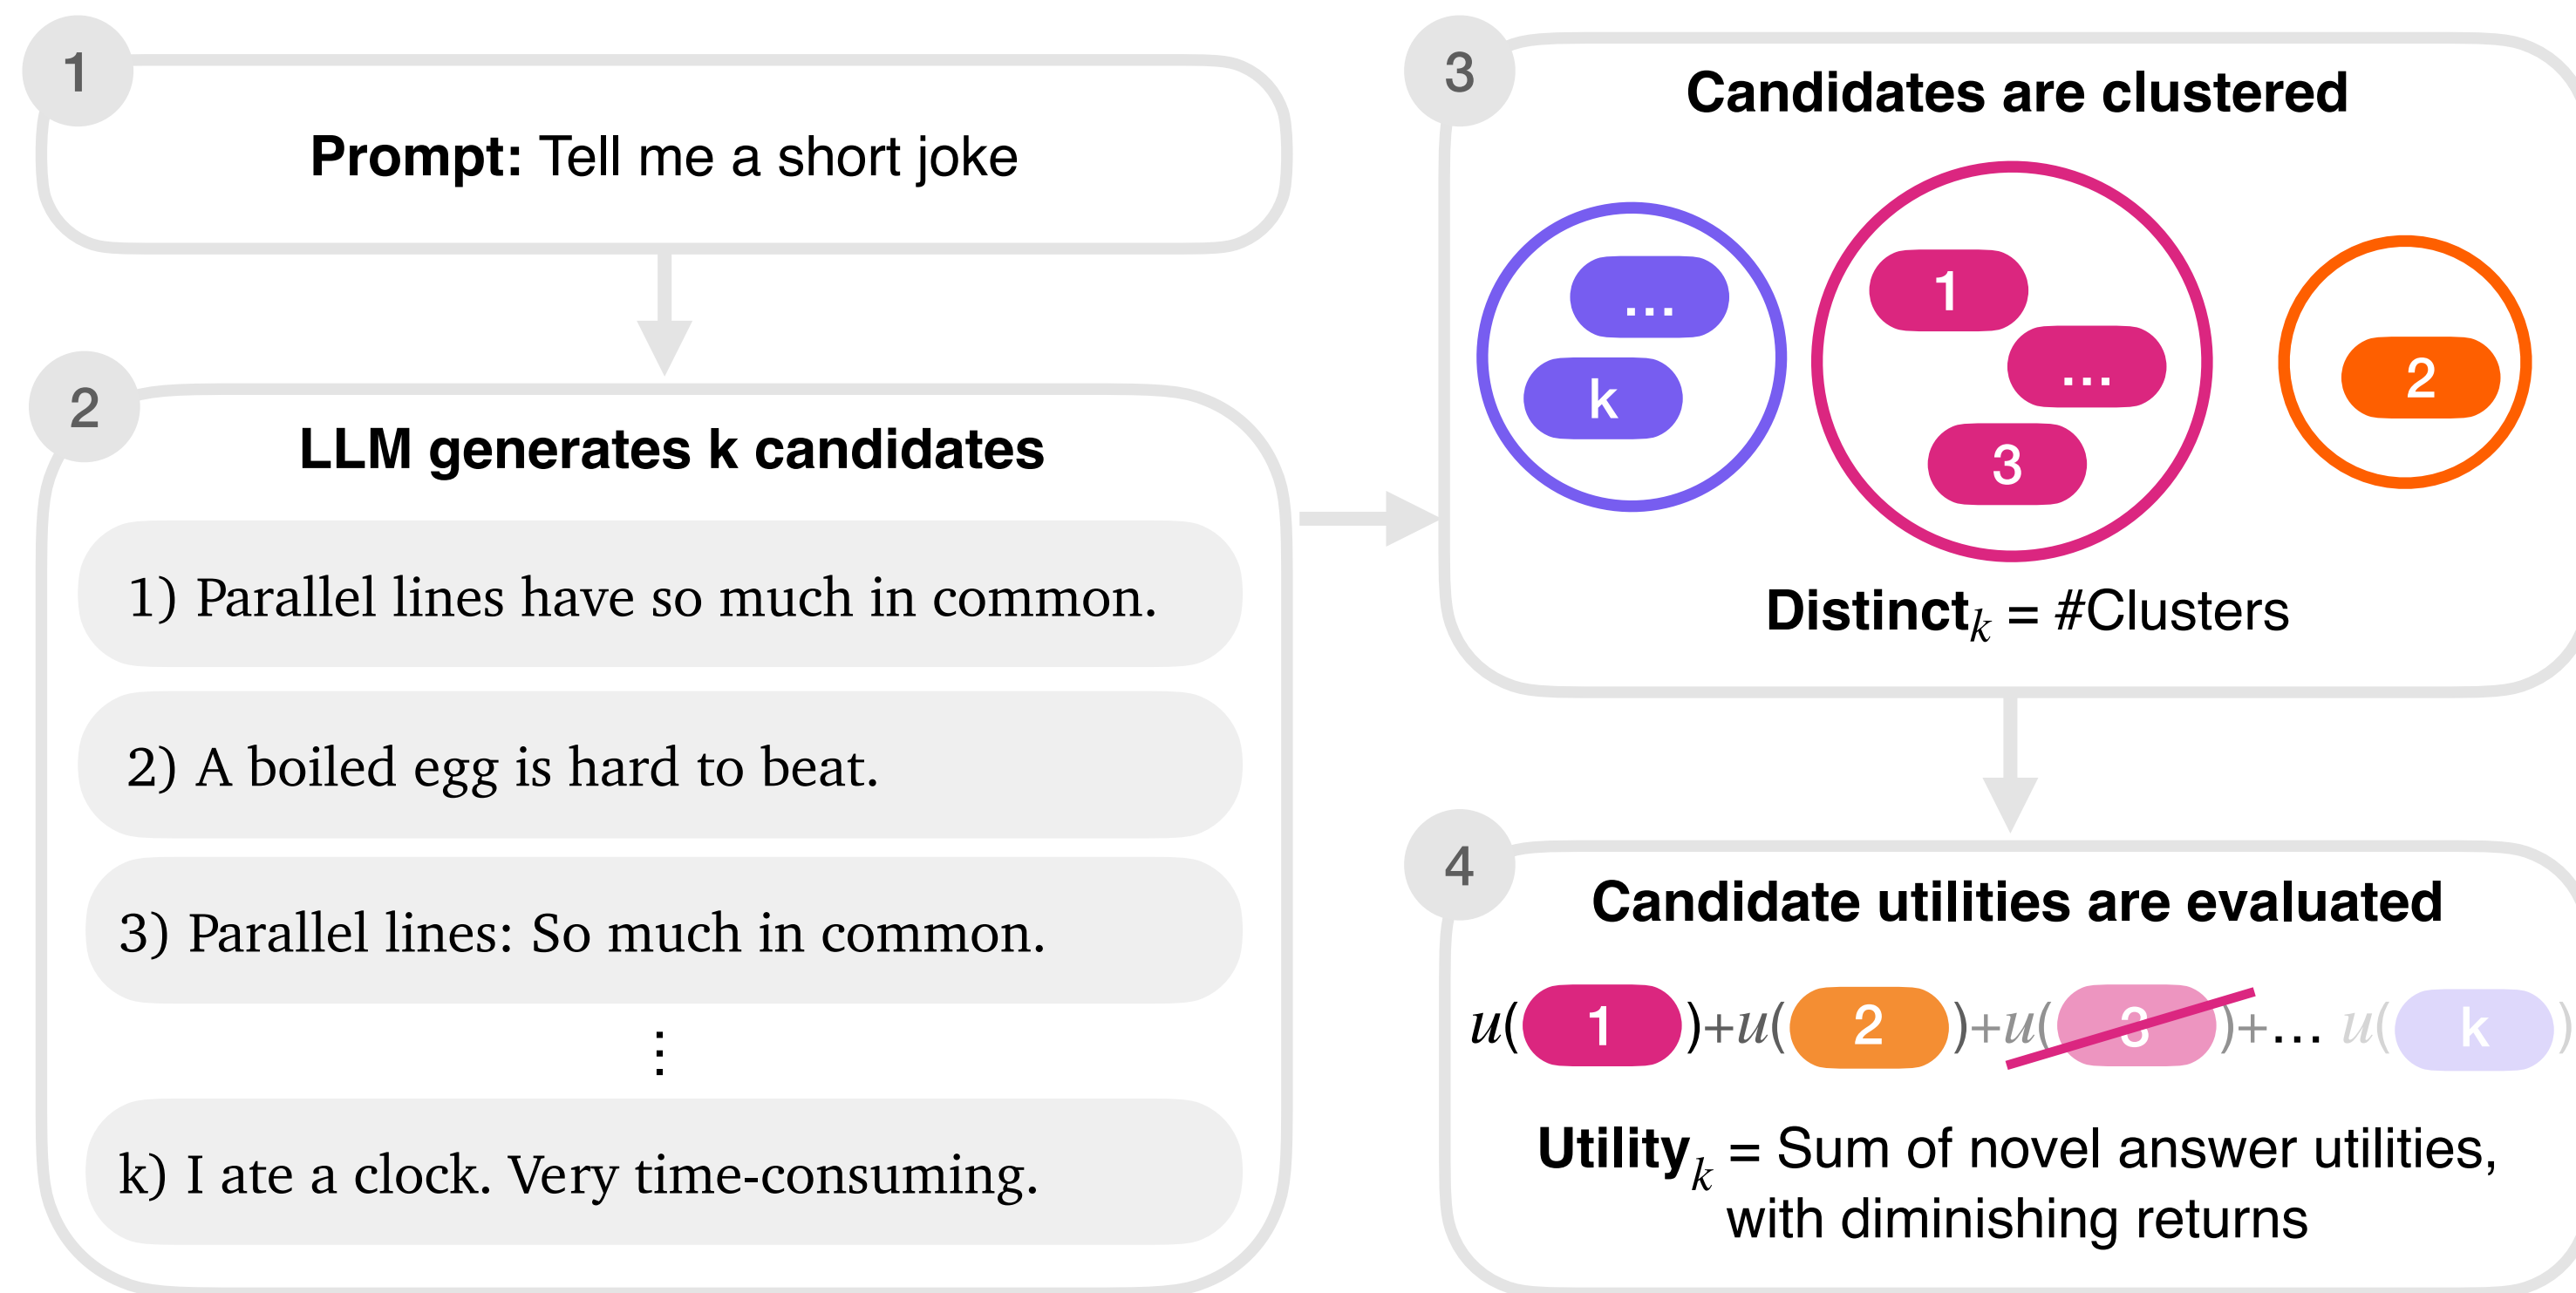 1
Prompt: Tell me a short joke
2
LLM generates k candidates
1) Parallel lines have so much in common.
2) A boiled egg is hard to beat.
3) Parallel lines: So much in common.
⋮
k) I ate a clock. Very time-consuming.
3
Candidates are clustered
...
k
1
...
3
2
Distinctₖ = #Clusters
4
Candidate utilities are evaluated
u(1)+u(2)+u(3)+... u(k)
Utilityₖ = Sum of novel answer utilities,
with diminishing returns